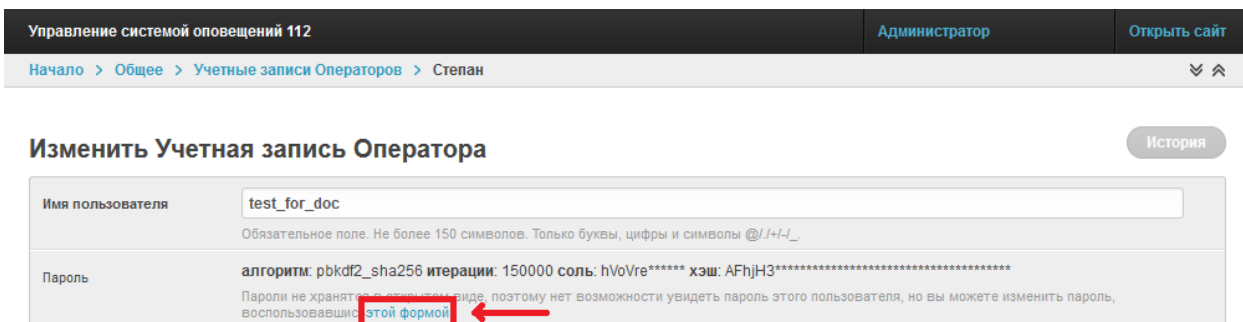 Управление системой оповещений 112 Администратор Открыть сайт
Начало > Общее > Учетные записи Операторов > Степан
Изменить Учетная запись Оператора История
Имя пользователя test_for_doc
Обязательное поле. Не более 150 символов. Только буквы, цифры и символы @/./+/-/_.
Пароль алгоритм: pbkdf2_sha256 итерации: 150000 соль: hVoVre****** хэш: AFhjH3**************************************
Пароли не хранятся в открытом виде, поэтому нет возможности увидеть пароль этого пользователя, но вы можете изменить пароль,
воспользовавшись этой формой